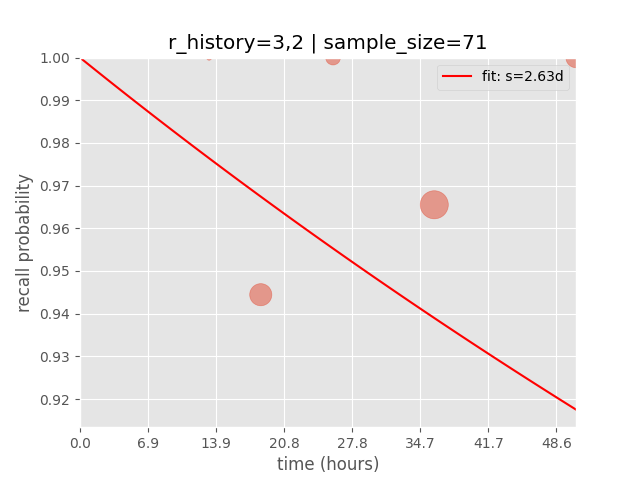 r_history=3,2 | sample_size=71
fit: s=2.63d
1.00
0.99
0.98
0.97
0.96
0.95
0.94
0.93
0.92
recall probability
0.0 6.9 13.9 20.8 27.8 34.7 41.7 48.6
time (hours)